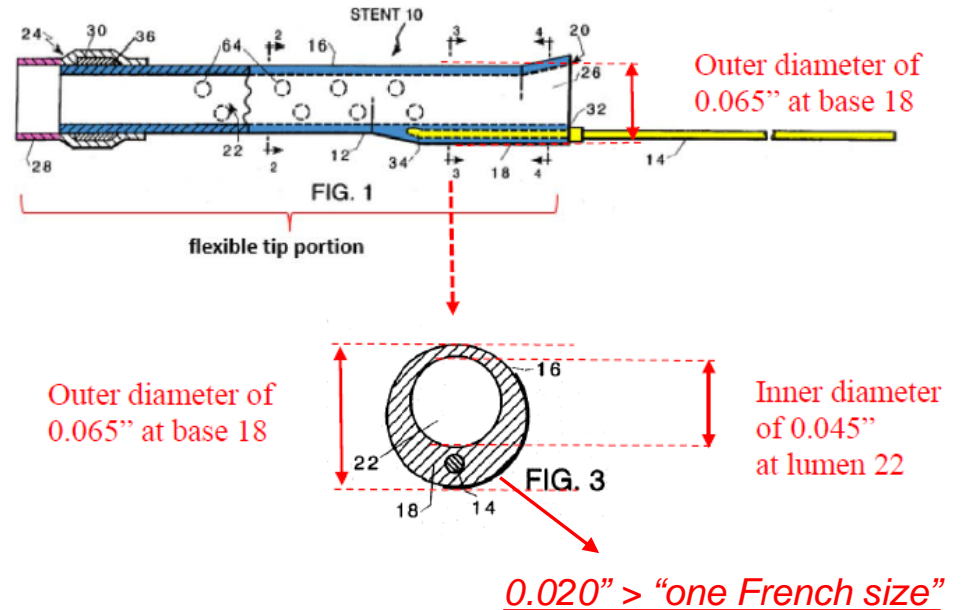 STENT 10
24 30 36 64 2 16 3 4 20
26
Outer diameter of
0.065” at base 18
32
28 22 2 12 34 3 18 4 14
FIG. 1
flexible tip portion
Outer diameter of
0.065” at base 18
16
Inner diameter
of 0.045”
at lumen 22
22
FIG. 3
18 14
0.020” > “one French size”